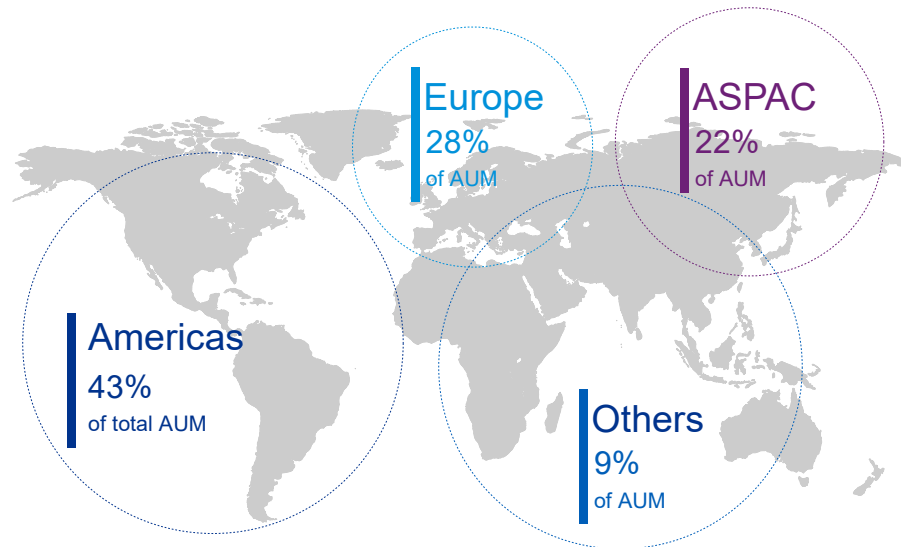 Europe
28%
of AUM
ASPAC
22%
of AUM
Americas
43%
of total AUM
Others
9%
of AUM